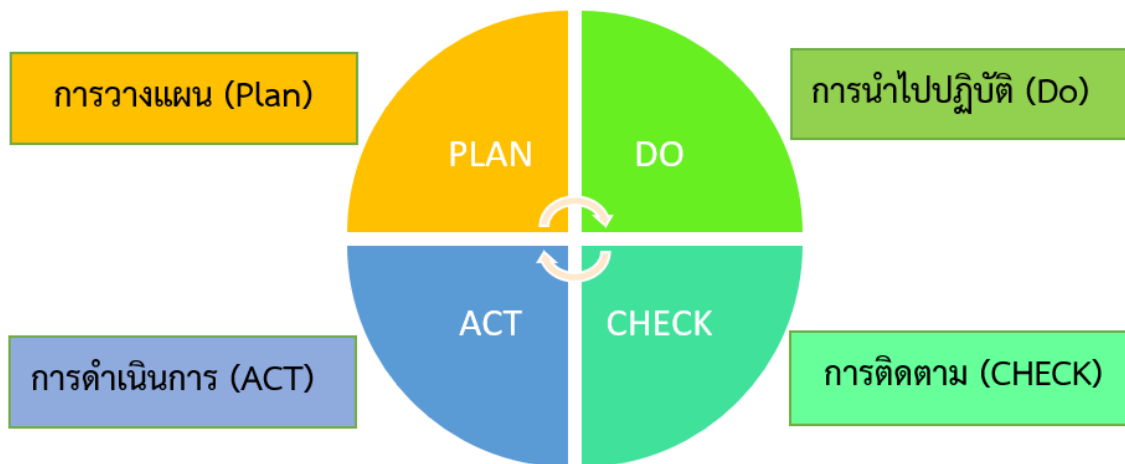 การวางแผน (Plan)
การนำไปปฏิบัติ (Do)
PLAN
DO
ACT
CHECK
การดำเนินการ (ACT)
การติดตาม (CHECK)